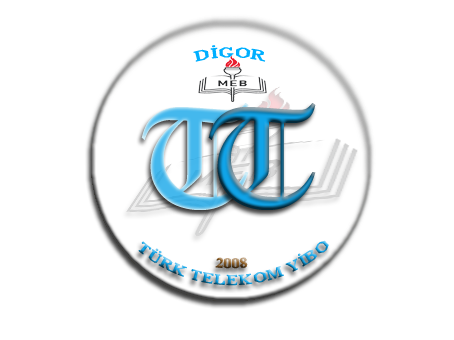 DİGOR
MEB
TT
2008
TÜRK TELEKOM YİBO